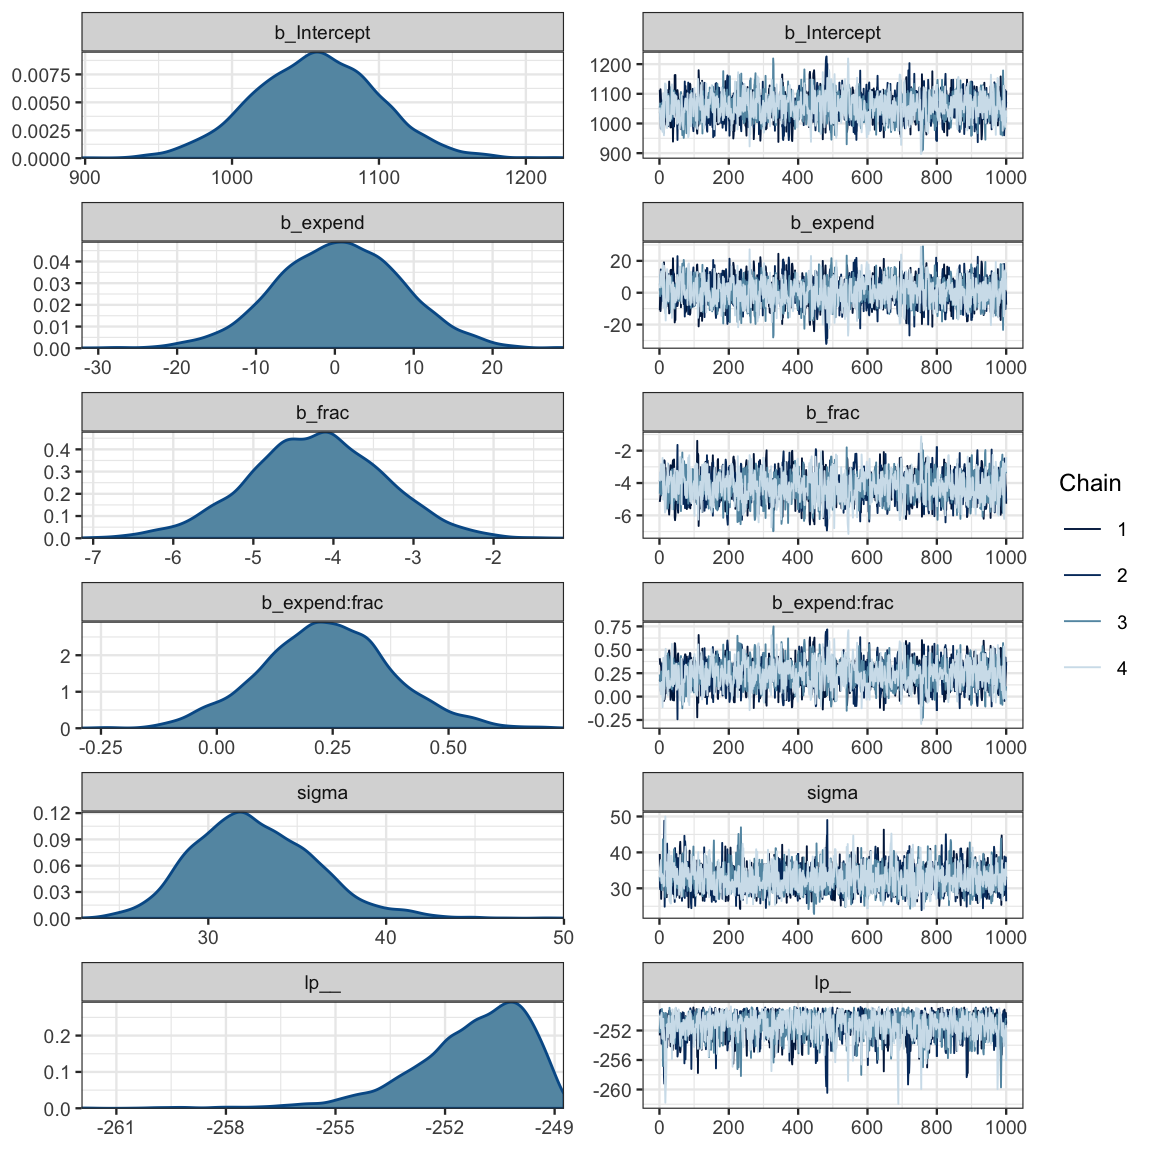 b_Intercept
0.0075
0.0050
0.0025
0.0000
900 1000 1100 1200
b_Intercept
1200
1100
1000
900
0 200 400 600 800 1000
b_expend
0.04
0.03
0.02
0.01
0.00
-30 -20 -10 0 10 20
b_expend
20
0
-20
0 200 400 600 800 1000
b_frac
0.4
0.3
0.2
0.1
0.0
-7 -6 -5 -4 -3 -2
b_frac
-2
-4
-6
0 200 400 600 800 1000
b_expend:frac
2
1
0
-0.25 0.00 0.25 0.50
b_expend:frac
0.75
0.50
0.25
0.00
-0.25
0 200 400 600 800 1000
sigma
0.12
0.09
0.06
0.03
0.00
30 40 50
sigma
50
40
30
0 200 400 600 800 1000
lp__
0.2
0.1
0.0
-261 -258 -255 -252 -249
lp__
-252
-256
-260
0 200 400 600 800 1000
Chain
1
2
3
4